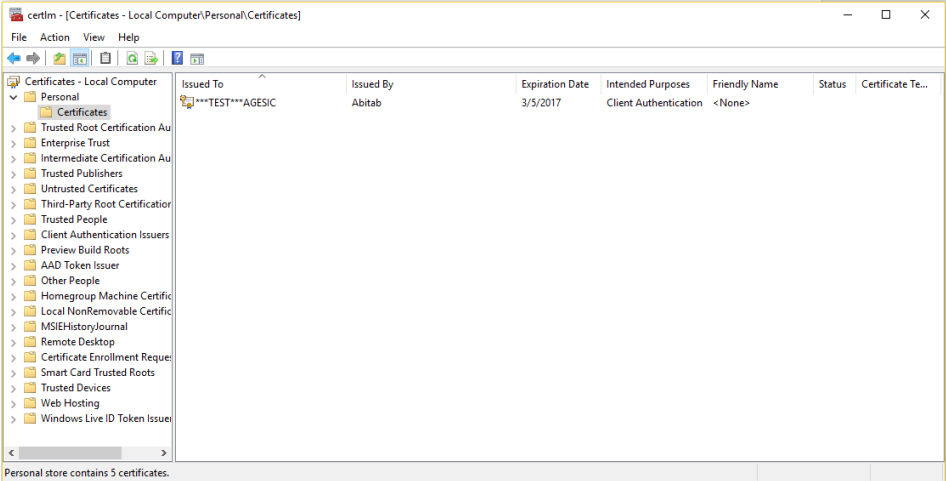 certlm - [Certificates - Local Computer\Personal\Certificates]
File Action View Help
Certificates - Local Computer
Personal
Certificates
Trusted Root Certification Au
Enterprise Trust
Intermediate Certification Au
Trusted Publishers
Untrusted Certificates
Third-Party Root Certification
Trusted People
Client Authentication Issuers
Preview Build Roots
AAD Token Issuer
Other People
Homegroup Machine Certific
Local NonRemovable Certific
MSIEHistoryJournal
Remote Desktop
Certificate Enrollment Reques
Smart Card Trusted Roots
Trusted Devices
Web Hosting
Windows Live ID Token Issuer
Issued To Issued By Expiration Date Intended Purposes Friendly Name Status Certificate Te...
***TEST***AGESIC Abitab 3/5/2017 Client Authentication <None>
Personal store contains 5 certificates.